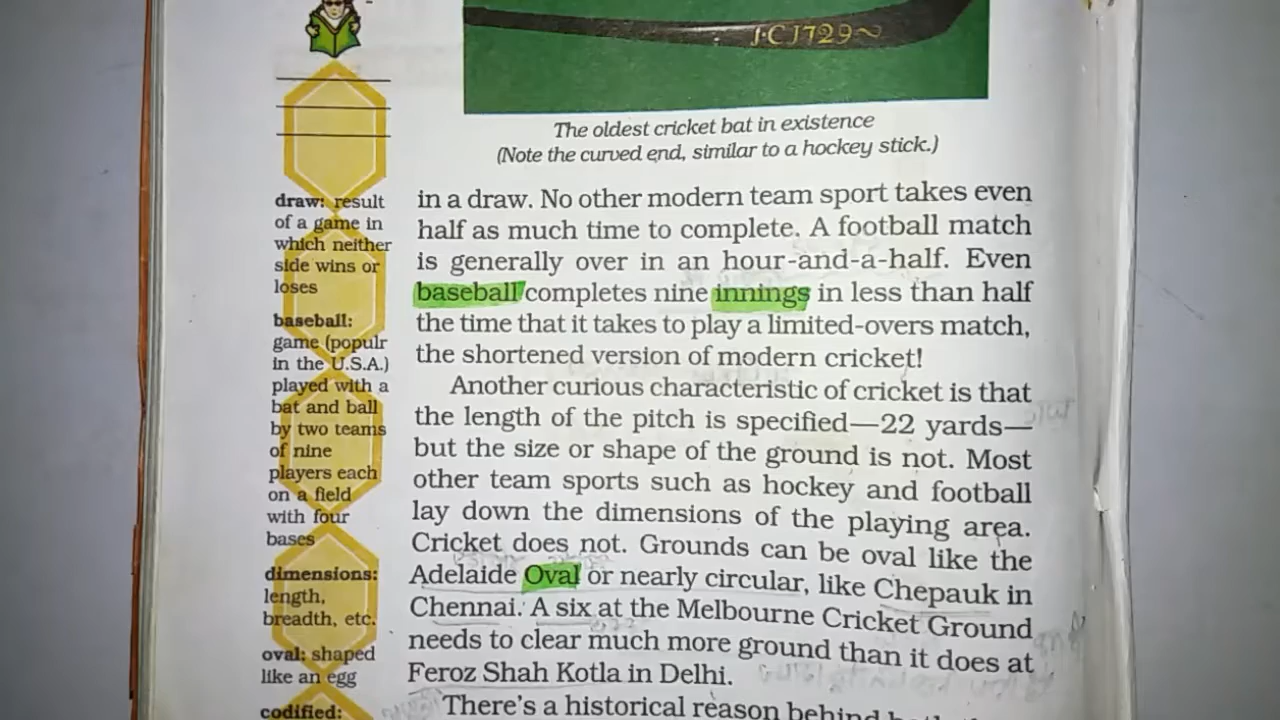 J·CJ729
The oldest cricket bat in existence
(Note the curved end, similar to a hockey stick.)
draw: result
of a game in
which neither
side wins or
loses
baseball:
game (populr
in the U.S.A.)
played with a
bat and ball
by two teams
of nine
players each
on a field
with four
bases
dimensions:
length,
breadth, etc.
oval: shaped
like an egg
codified:
in a draw. No other modern team sport takes even
half as much time to complete. A football match
is generally over in an hour-and-a-half. Even
baseball completes nine innings in less than half
the time that it takes to play a limited-overs match,
the shortened version of modern cricket!
Another curious characteristic of cricket is that
the length of the pitch is specified—22 yards—
but the size or shape of the ground is not. Most
other team sports such as hockey and football
lay down the dimensions of the playing area.
Cricket does not. Grounds can be oval like the
Adelaide Oval or nearly circular, like Chepauk in
Chennai. A six at the Melbourne Cricket Ground
needs to clear much more ground than it does at
Feroz Shah Kotla in Delhi.
There's a historical reason behind